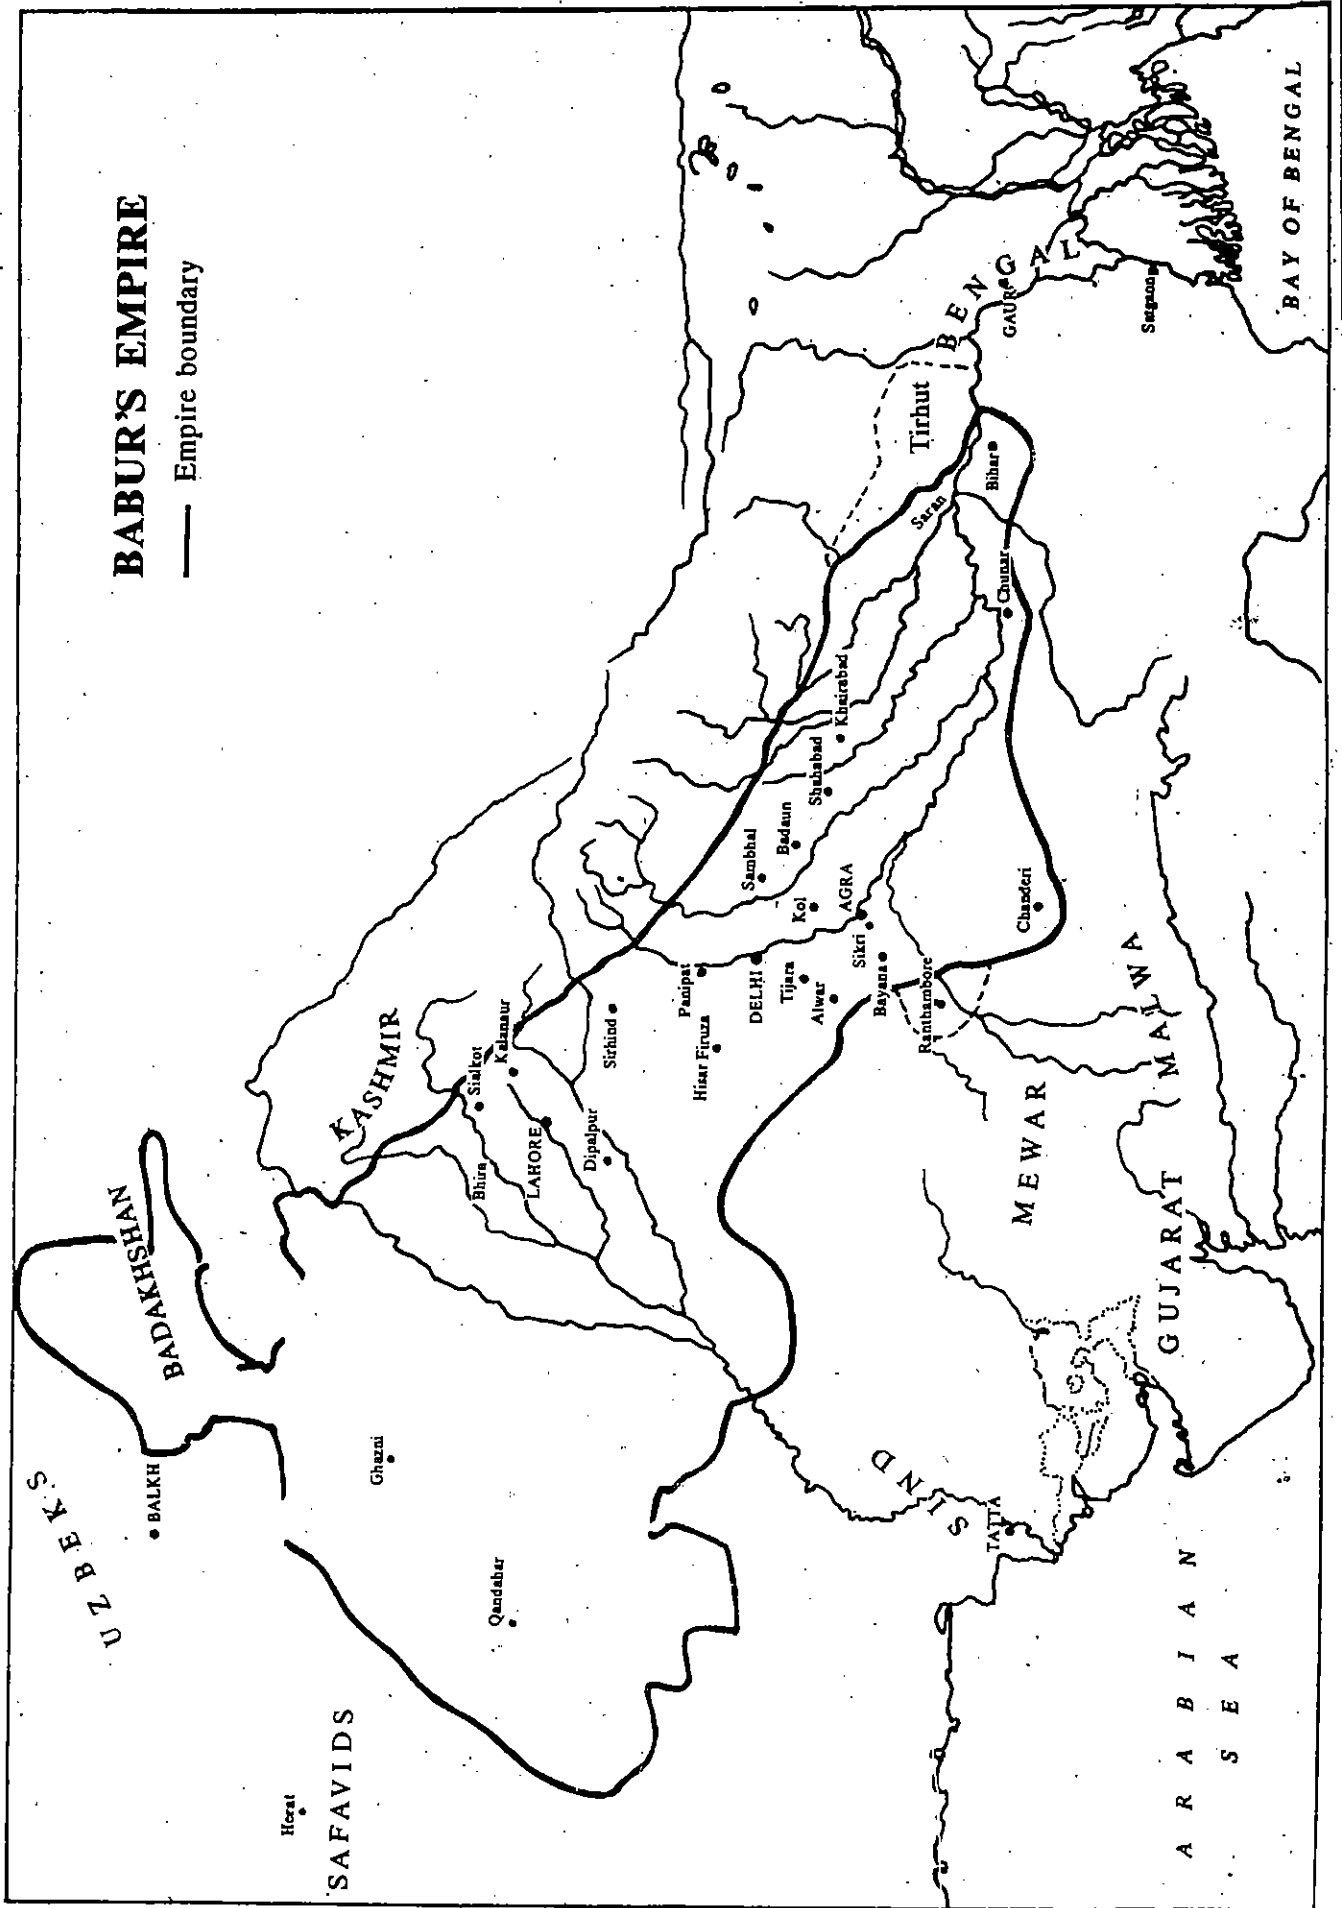 BABUR'S EMPIRE
Empire boundary
UZBEKS
BALKH
BADAKHSHAN
KASHMIR
Herat
SAFAVIDS
Ghazni
Qandahar
Sialkot
Kalanaur
Bhira
LAHORE
Dipalpur
Sirhind
Panipat
Hisar Firuza
DELHI
Tijara
Alwar
Sambhal
Badaun
Kol
AGRA
Sikri
Bayana
Ranthambore
Shahabad
Khairabad
Chanderi
Chunar
Saran
Bihar
Tirhut
BENGAL
GAUR
Satgaon
BAY OF BENGAL
MALWA
MEWAR
GUJARAT
SIND
TATTA
ARABIAN
SEA